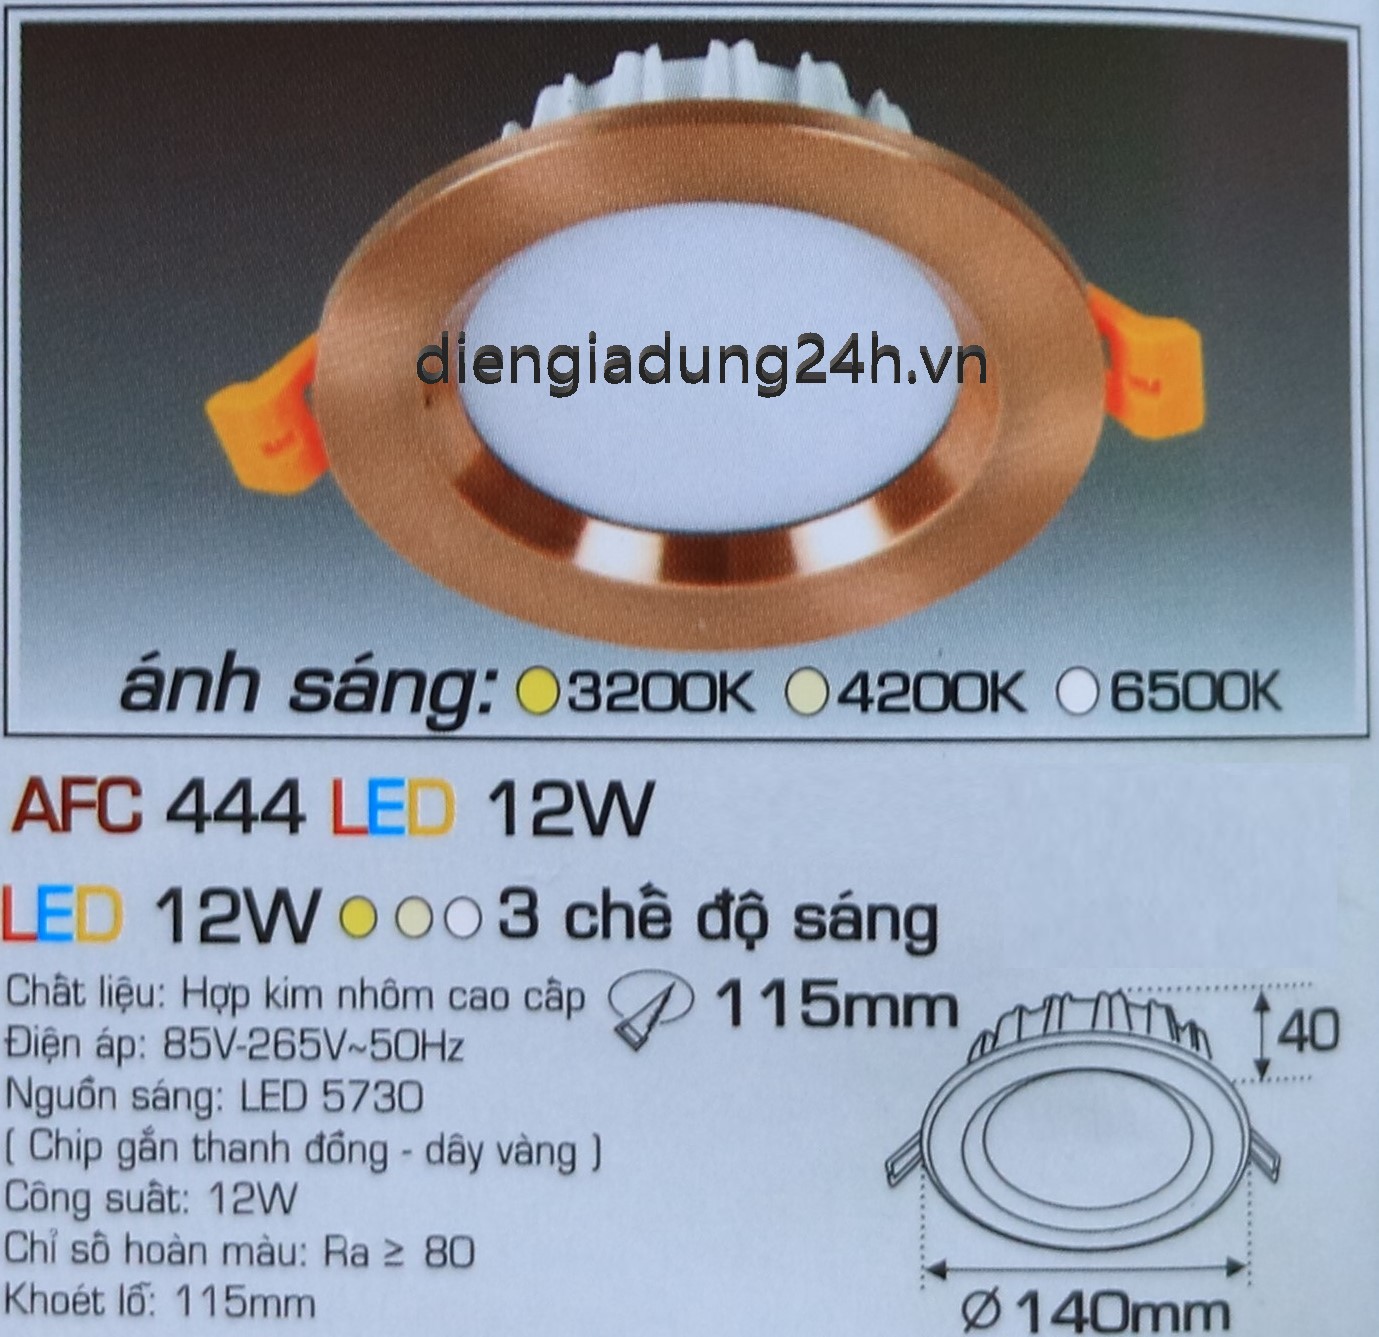 diengiadung24h.vn
ánh sáng: 3200K 4200K 6500K
AFC 444 LED 12W
LED 12W 3 chế độ sáng
Chất liệu: Hợp kim nhôm cao cấp
115mm
40
Điện áp: 85V-265V~50Hz
Nguồn sáng: LED 5730
( Chip gắn thanh đồng - dây vàng )
Công suất: 12W
Chỉ số hoàn màu: Ra ≥ 80
Khoét lỗ: 115mm
Ø 140mm